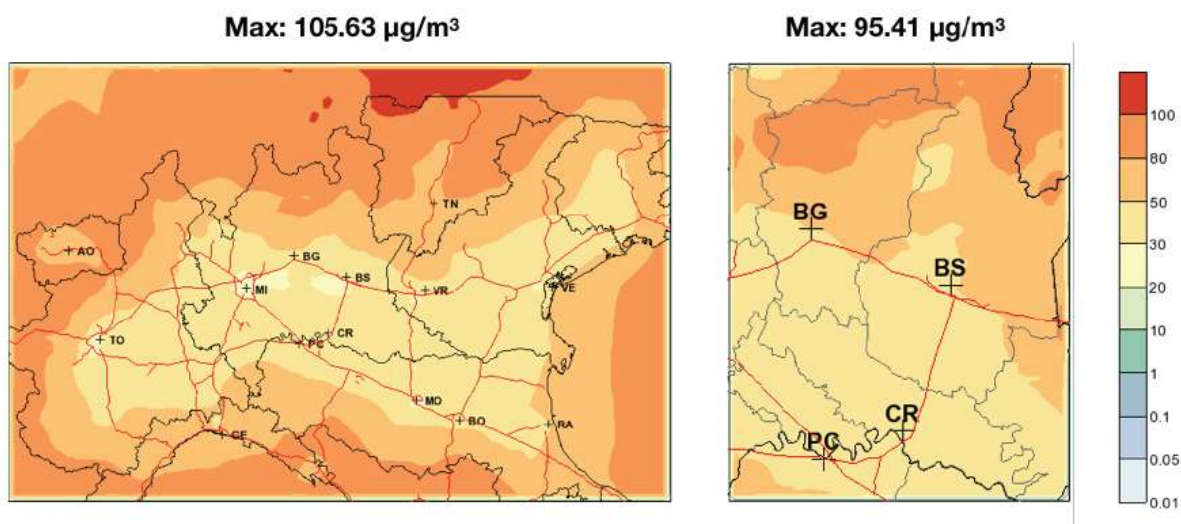 Max: 105.63 µg/m³
Max: 95.41 µg/m³
TN
AO
BG
BS
MI
VR
VE
TO
CR
PC
MO
BO
RA
GE
BG
BS
CR
PC
100
80
50
30
20
10
1
0.1
0.05
0.01